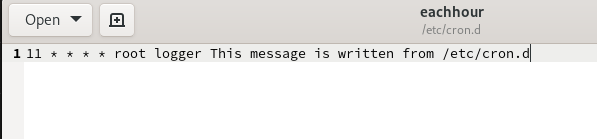 Open
eachhour
/etc/cron.d
1 11 * * * * root logger This message is written from /etc/cron.d